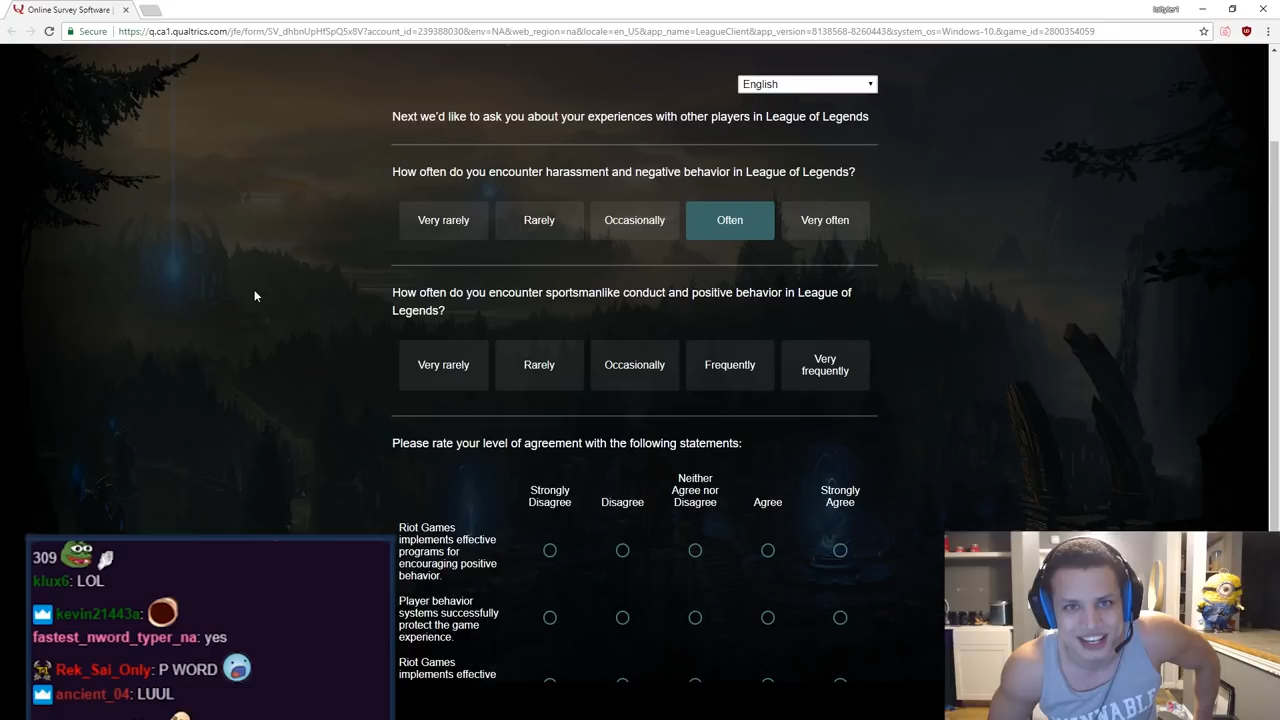 Online Survey Software |
loltyler1
Secure
https://q.ca1.qualtrics.com/jfe/form/SV_dhbnUpHfSpQ5x8V?account_id=239388030&env=NA&web_region=na&locale=en_US&app_name=LeagueClient&app_version=8138568-8260443&system_os=Windows-10.&game_id=2800354059
English
Next we'd like to ask you about your experiences with other players in League of Legends
How often do you encounter harassment and negative behavior in League of Legends?
Very rarely
Rarely
Occasionally
Often
Very often
How often do you encounter sportsmanlike conduct and positive behavior in League of
Legends?
Very rarely
Rarely
Occasionally
Frequently
Very
frequently
Please rate your level of agreement with the following statements:
Strongly
Disagree
Disagree
Neither
Agree nor
Disagree
Agree
Strongly
Agree
Riot Games
implements effective
programs for
encouraging positive
behavior.
Player behavior
systems successfully
protect the game
experience.
Riot Games
implements effective
309
klux6: LOL
kevin21443a:
fastest_nword_typer_na: yes
Rek_Sai_Only: P WORD
ancient_04: LUUL